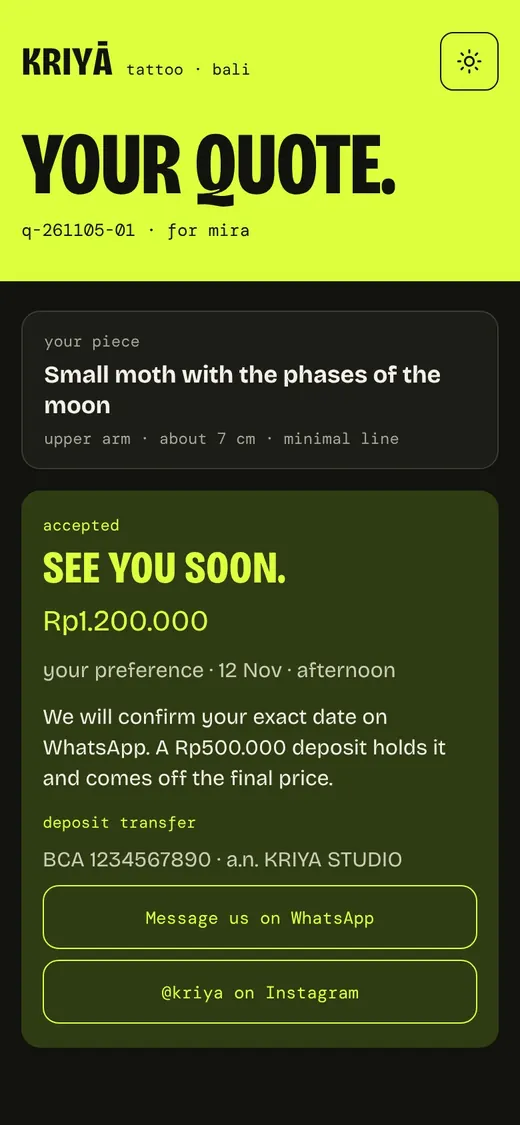 KRIYĀ tattoo · bali
YOUR QUOTE.
q-261105-01 · for mira
your piece
Small moth with the phases of the
moon
upper arm · about 7 cm · minimal line
accepted
SEE YOU SOON.
Rp1.200.000
your preference · 12 Nov · afternoon
We will confirm your exact date on
WhatsApp. A Rp500.000 deposit holds it
and comes off the final price.
deposit transfer
BCA 1234567890 · a.n. KRIYA STUDIO
Message us on WhatsApp
@kriya on Instagram